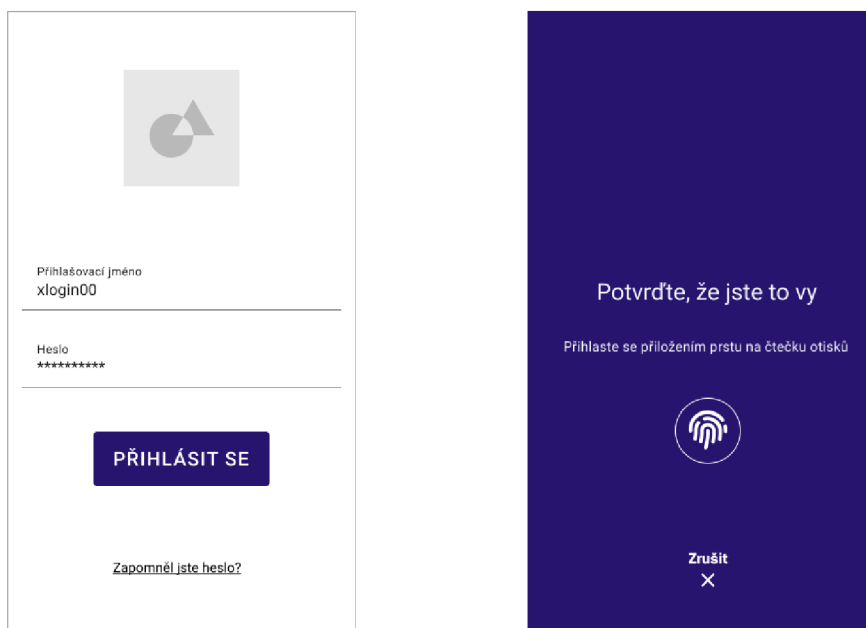 Přihlašovací jméno
xlogin00
Heslo
**********
PŘIHLÁSIT SE
Zapomněl jste heslo?
Potvrďte, že jste to vy
Přihlaste se přiložením prstu na čtečku otisků
Zrušit